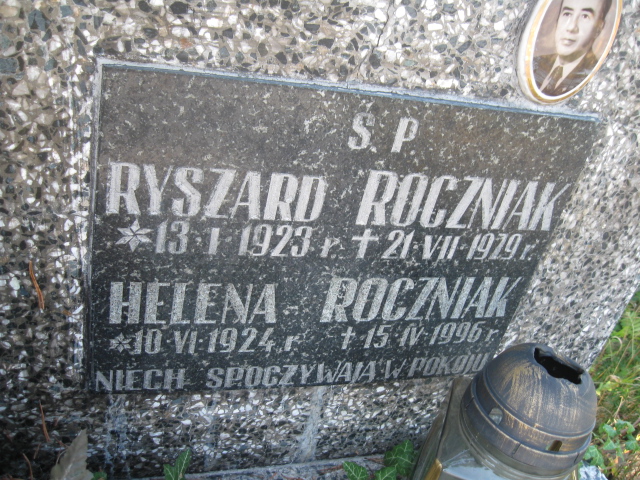 Ś.P
RYSZARD ROCZNIAK
*13·I·1923 r. †21·VII·1979 r.
HELENA ROCZNIAK
*10·VI·1924 r †15·IV·1996 r
NIECH SPOCZYWAJĄ W POKOJU